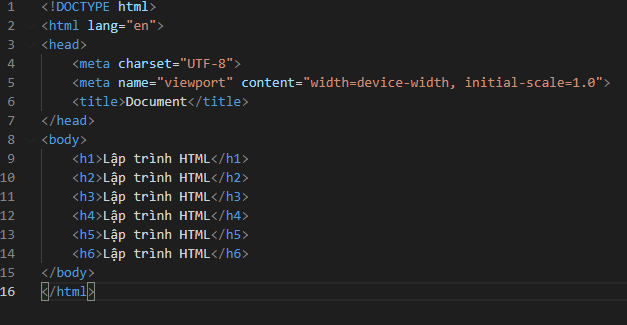 1 <!DOCTYPE html>
2 <html lang="en">
3 <head>
4 <meta charset="UTF-8">
5 <meta name="viewport" content="width=device-width, initial-scale=1.0">
6 <title>Document</title>
7 </head>
8 <body>
9 <h1>Lập trình HTML</h1>
10 <h2>Lập trình HTML</h2>
11 <h3>Lập trình HTML</h3>
12 <h4>Lập trình HTML</h4>
13 <h5>Lập trình HTML</h5>
14 <h6>Lập trình HTML</h6>
15 </body>
16 </html>